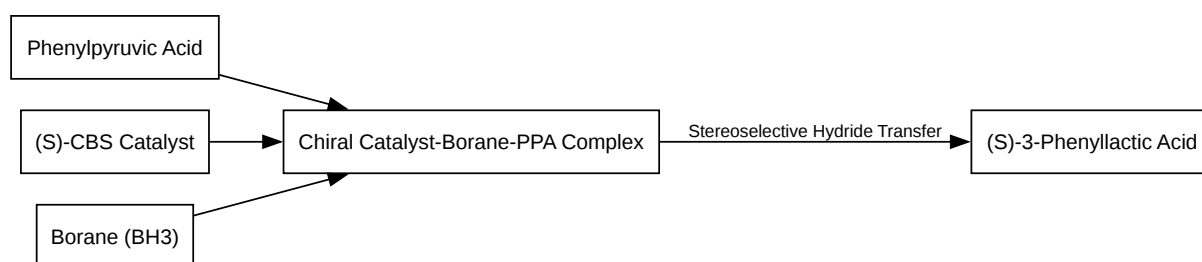 Phenylpyruvic Acid
(S)-CBS Catalyst
Borane (BH3)
Chiral Catalyst-Borane-PPA Complex
Stereoselective Hydride Transfer
(S)-3-Phenyllactic Acid